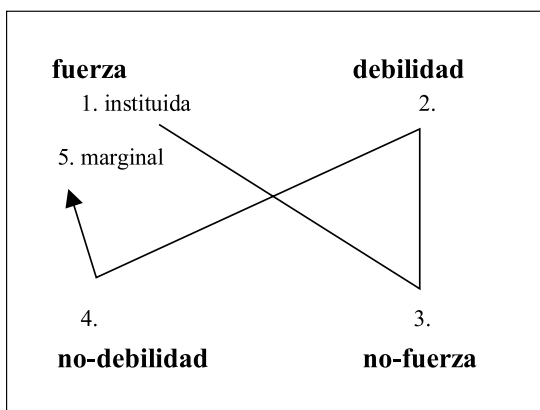 fuerza debilidad
1. instituida 2.
5. marginal
4. 3.
no-debilidad no-fuerza